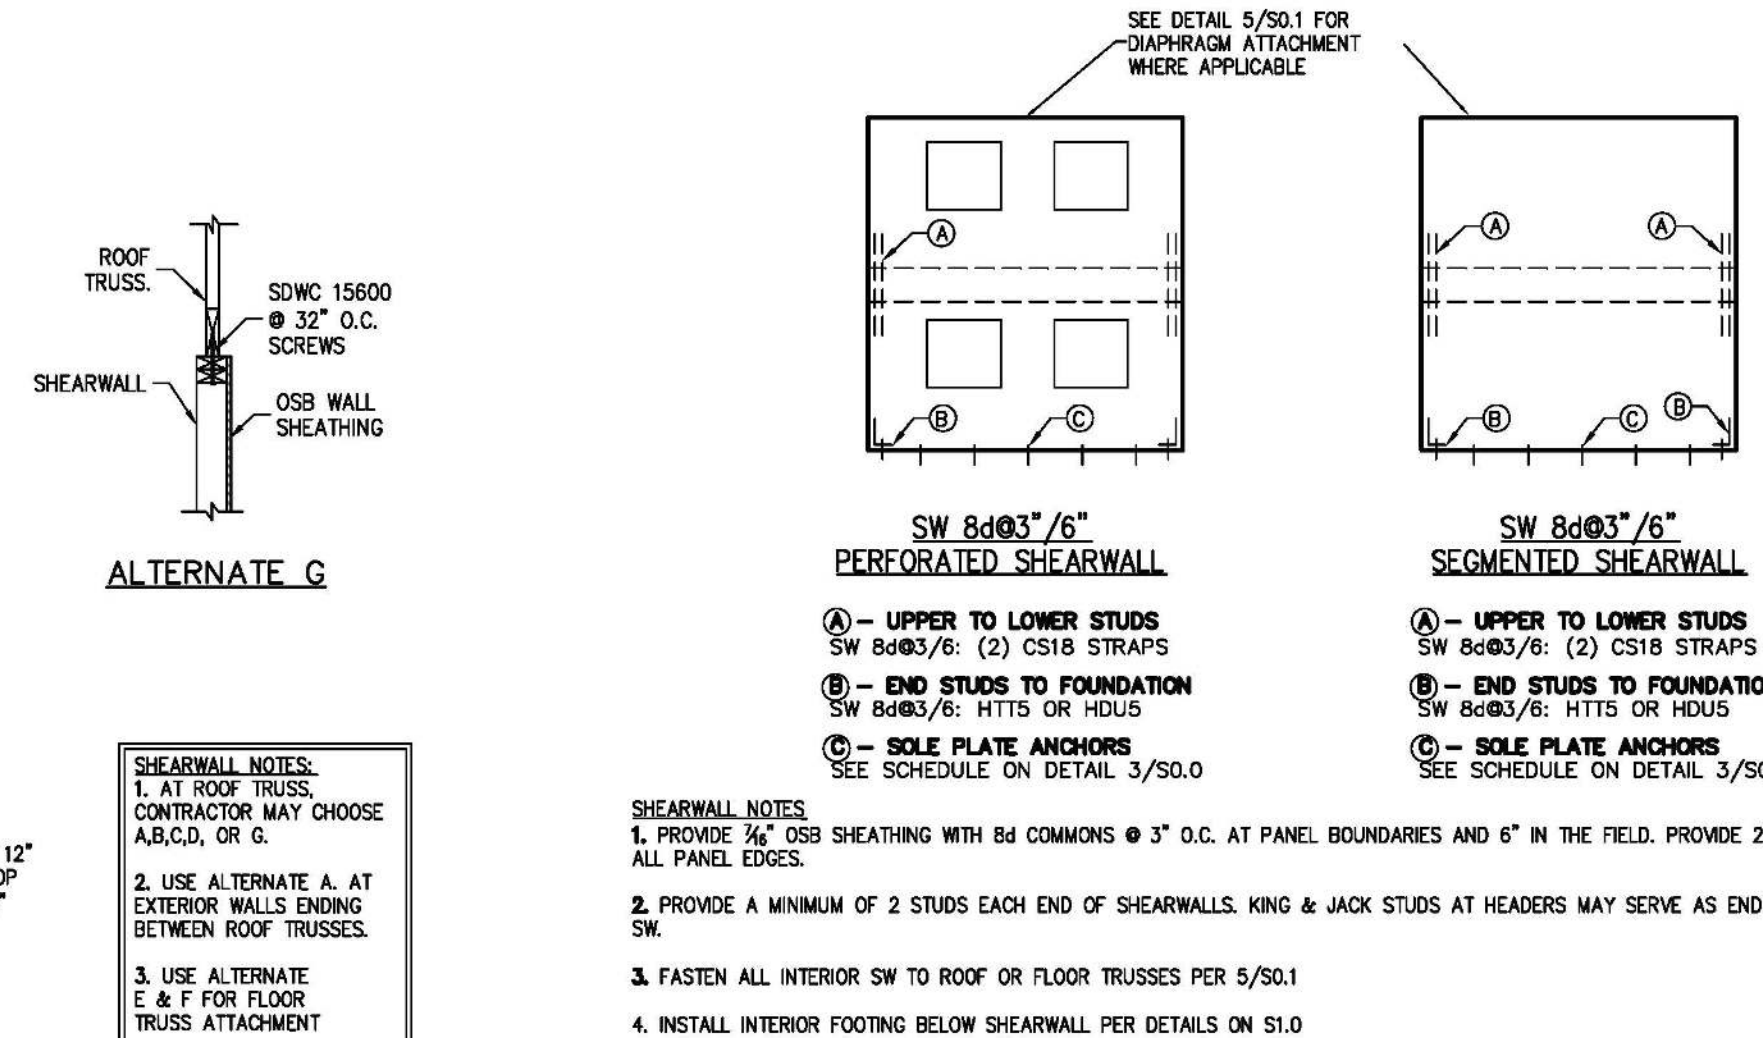 SEE DETAIL 5/S0.1 FOR
DIAPHRAGM ATTACHMENT
WHERE APPLICABLE
ROOF
TRUSS.
SDWC 15600
@ 32" O.C.
SCREWS
SHEARWALL
OSB WALL
SHEATHING
ALTERNATE G
A
B
C
A
A
B
C
B
SW 8d@3"/6"
PERFORATED SHEARWALL
A – UPPER TO LOWER STUDS
SW 8d@3/6: (2) CS18 STRAPS
B – END STUDS TO FOUNDATION
SW 8d@3/6: HTT5 OR HDU5
C – SOLE PLATE ANCHORS
SEE SCHEDULE ON DETAIL 3/S0.0
SW 8d@3"/6"
SEGMENTED SHEARWALL
A – UPPER TO LOWER STUDS
SW 8d@3/6: (2) CS18 STRAPS
B – END STUDS TO FOUNDATIO
SW 8d@3/6: HTT5 OR HDU5
C – SOLE PLATE ANCHORS
SEE SCHEDULE ON DETAIL 3/S
12"
OP
"
SHEARWALL NOTES:
1. AT ROOF TRUSS,
CONTRACTOR MAY CHOOSE
A,B,C,D, OR G.
2. USE ALTERNATE A. AT
EXTERIOR WALLS ENDING
BETWEEN ROOF TRUSSES.
3. USE ALTERNATE
E & F FOR FLOOR
TRUSS ATTACHMENT
SHEARWALL NOTES
1. PROVIDE 7/16" OSB SHEATHING WITH 8d COMMONS @ 3" O.C. AT PANEL BOUNDARIES AND 6" IN THE FIELD. PROVIDE 2
ALL PANEL EDGES.
2. PROVIDE A MINIMUM OF 2 STUDS EACH END OF SHEARWALLS. KING & JACK STUDS AT HEADERS MAY SERVE AS END
SW.
3. FASTEN ALL INTERIOR SW TO ROOF OR FLOOR TRUSSES PER 5/S0.1
4. INSTALL INTERIOR FOOTING BELOW SHEARWALL PER DETAILS ON S1.0